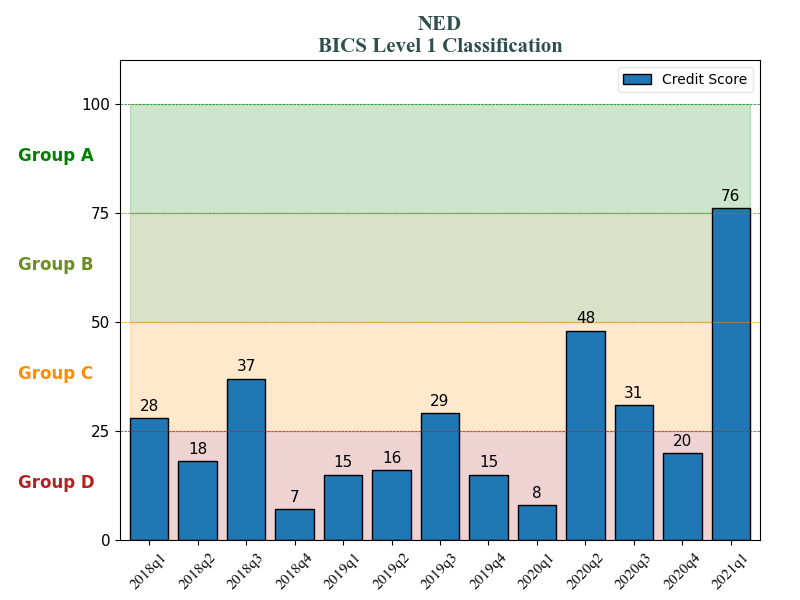 NED
BICS Level 1 Classification
Credit Score
100
75
50
25
0
Group A
Group B
Group C
Group D
28
18
37
7
15
16
29
15
8
48
31
20
76
2018q1
2018q2
2018q3
2018q4
2019q1
2019q2
2019q3
2019q4
2020q1
2020q2
2020q3
2020q4
2021q1